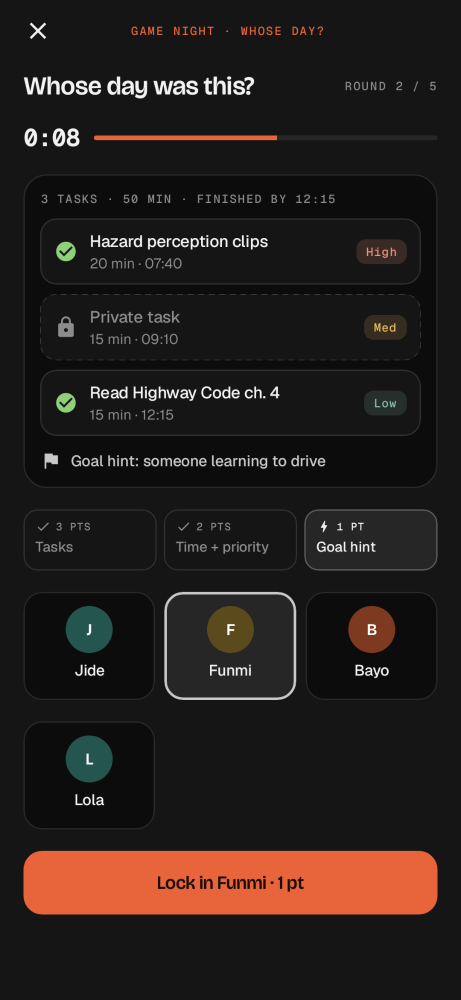 GAME NIGHT · WHOSE DAY?
Whose day was this?
ROUND 2 / 5
0:08
3 TASKS · 50 MIN · FINISHED BY 12:15
Hazard perception clips
20 min · 07:40
High
Private task
15 min · 09:10
Med
Read Highway Code ch. 4
15 min · 12:15
Low
Goal hint: someone learning to drive
3 PTS
Tasks
2 PTS
Time + priority
1 PT
Goal hint
J
Jide
F
Funmi
B
Bayo
L
Lola
Lock in Funmi · 1 pt